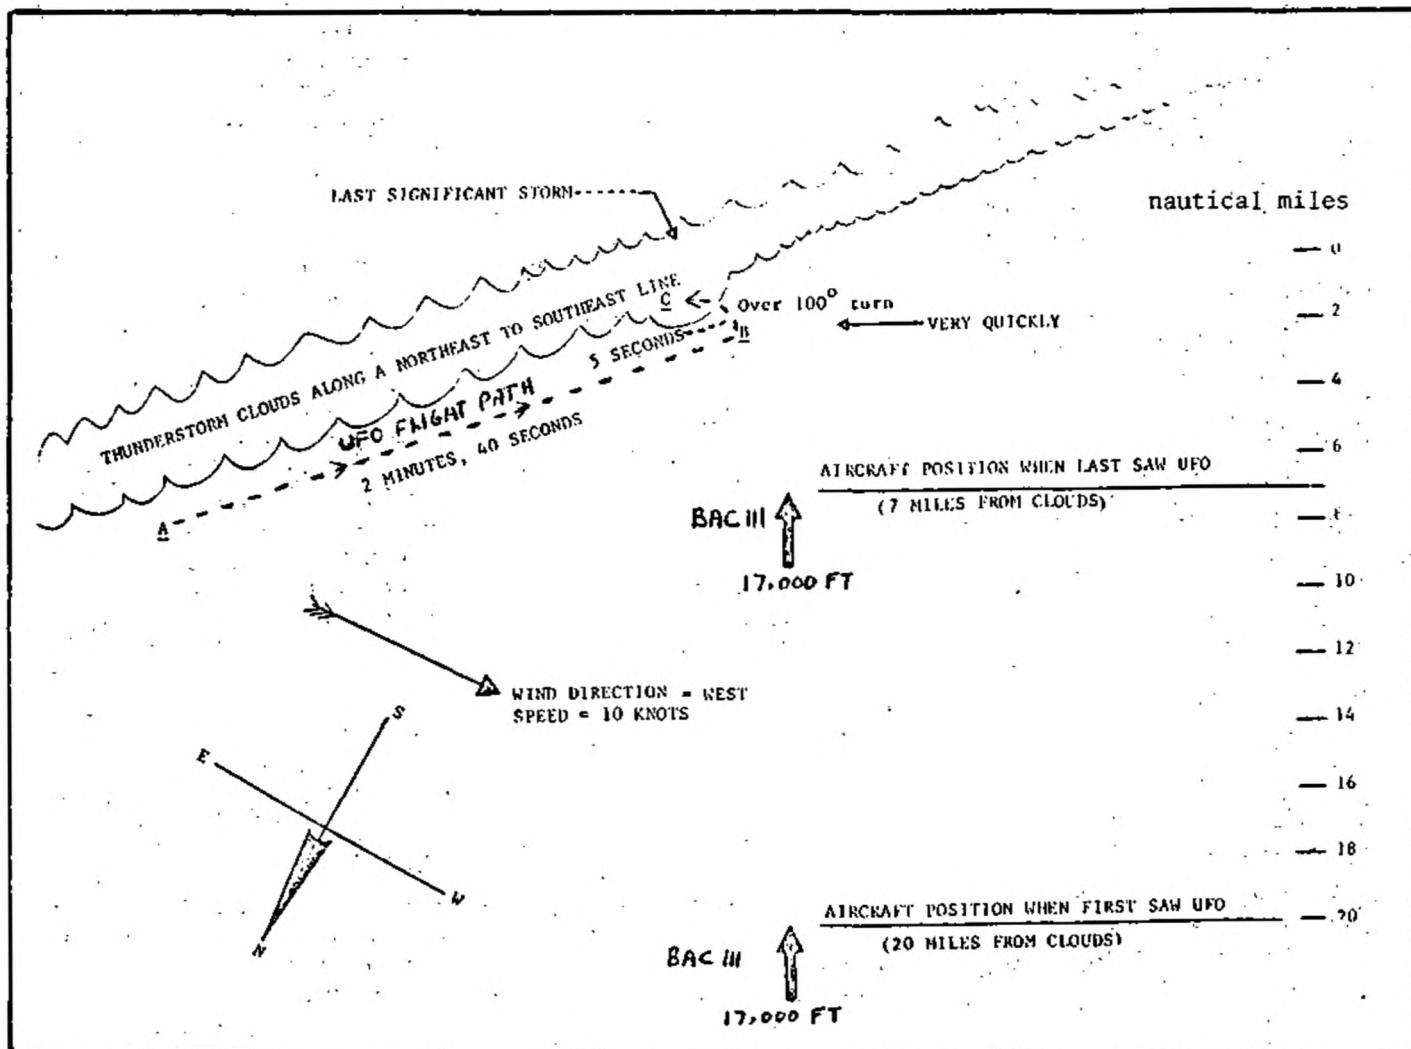 LAST SIGNIFICANT STORM
nautical miles
0
THUNDERSTORM CLOUDS ALONG A NORTHEAST TO SOUTHEAST LINE
C
Over 100° turn
2
VERY QUICKLY
B
5 SECONDS
4
UFO FLIGHT PATH
2 MINUTES, 40 SECONDS
6
AIRCRAFT POSITION WHEN LAST SAW UFO
(7 MILES FROM CLOUDS)
A
BAC 111
8
17,000 FT
10
12
WIND DIRECTION = WEST
SPEED = 10 KNOTS
S
14
E
16
18
W
AIRCRAFT POSITION WHEN FIRST SAW UFO
20
N
(20 MILES FROM CLOUDS)
BAC 111
17,000 FT